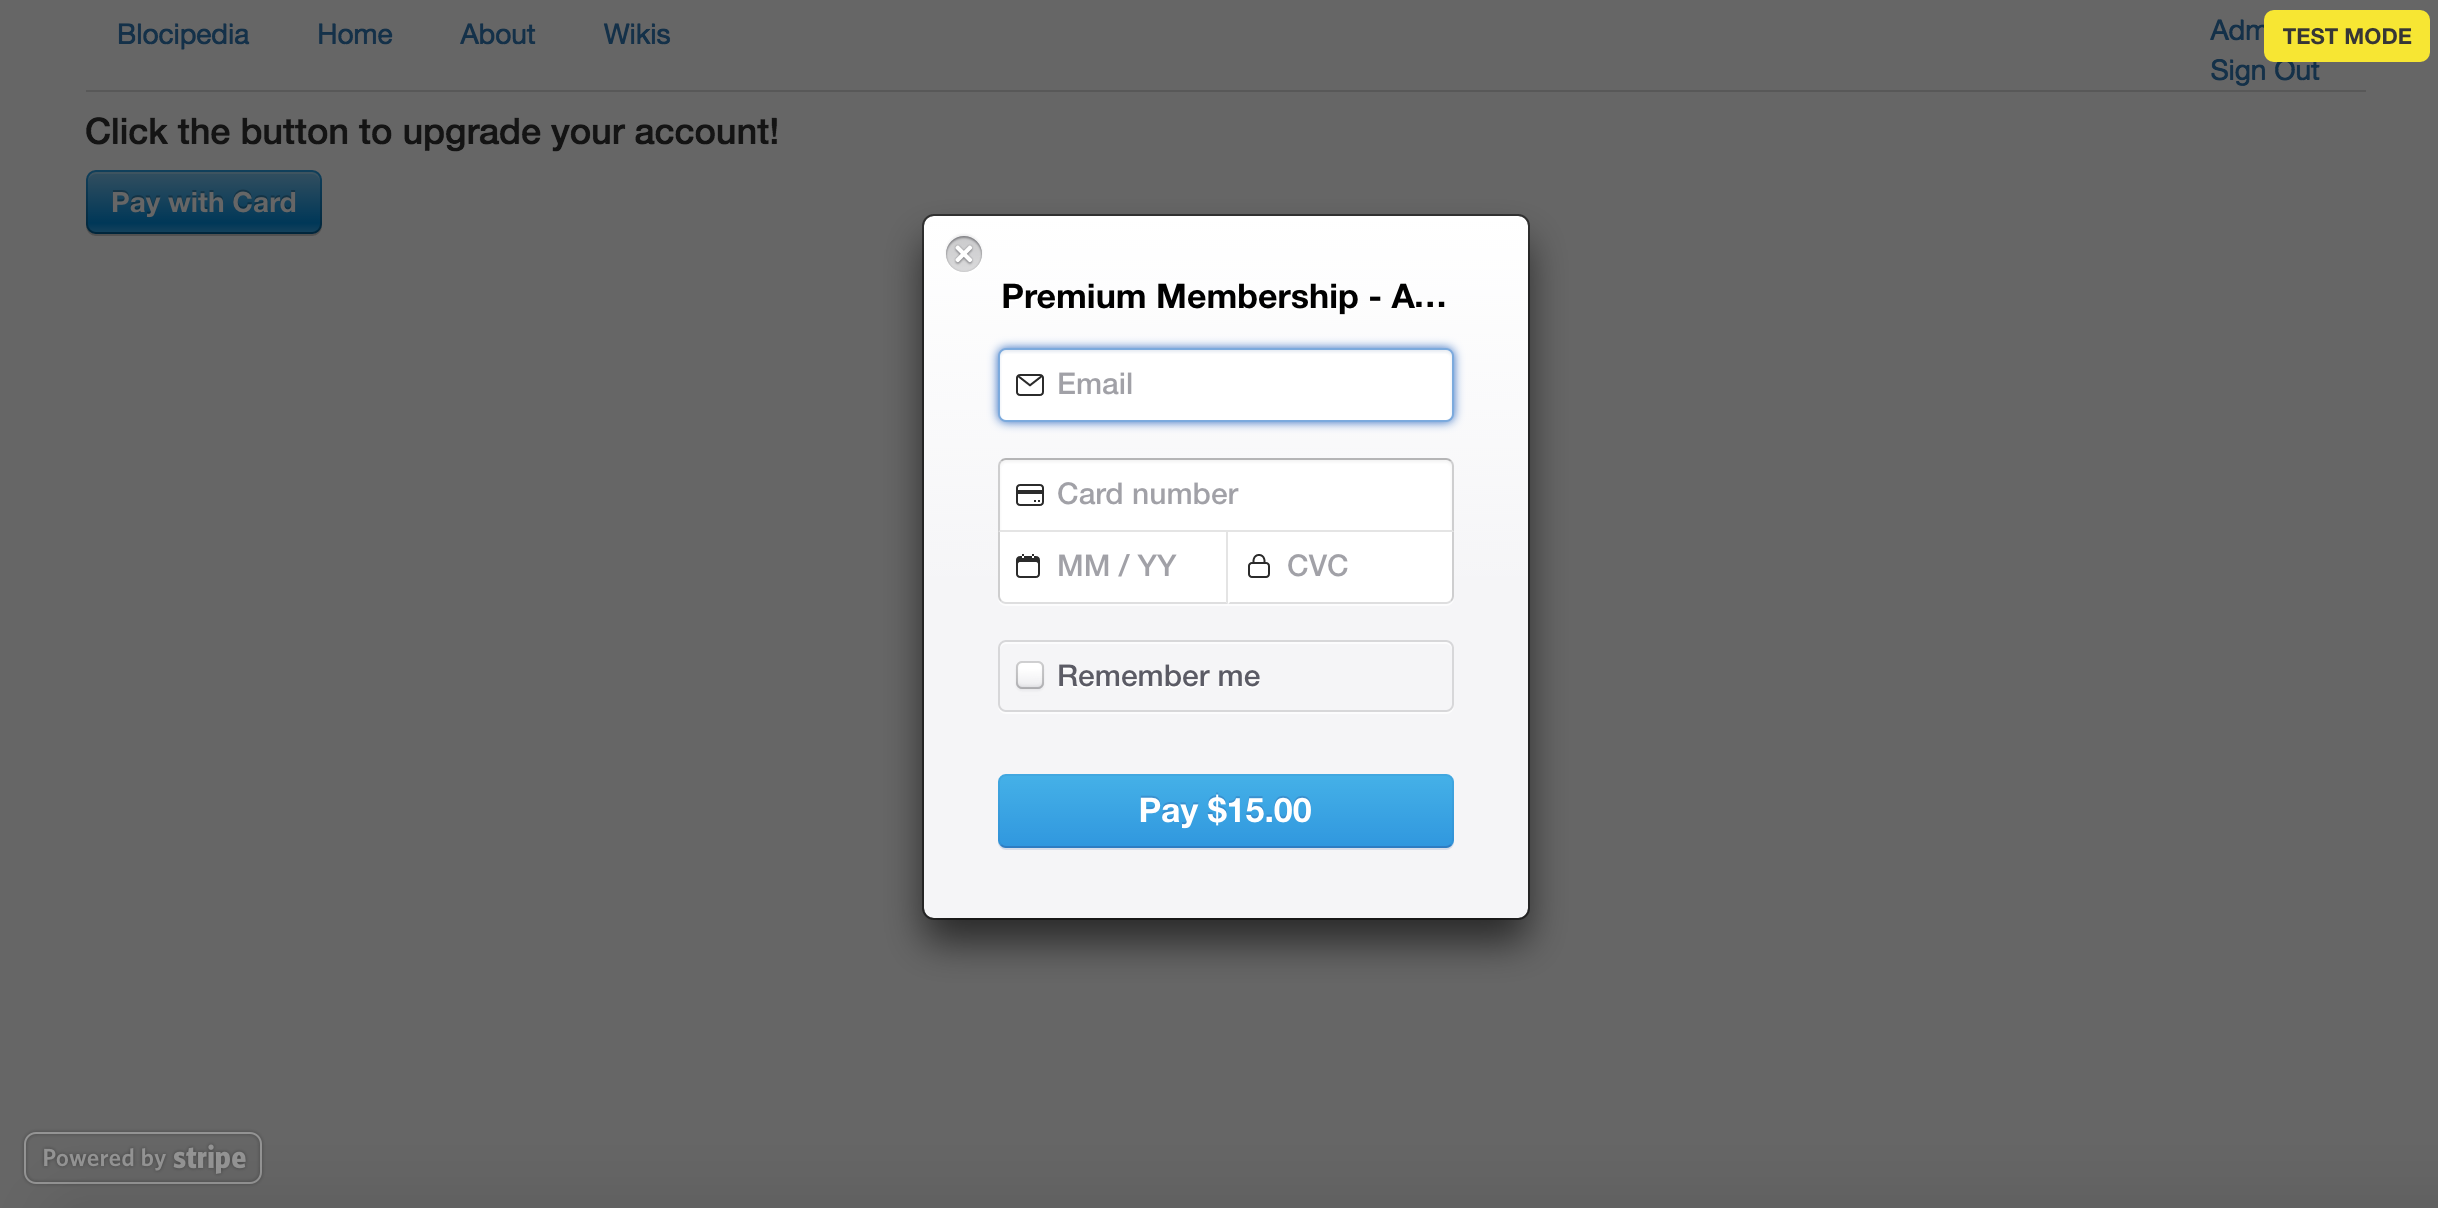 Blocipedia Home About Wikis
Adm
TEST MODE
Sign Out
Click the button to upgrade your account!
Pay with Card
Premium Membership - A...
Email
Card number
MM / YY CVC
Remember me
Pay $15.00
Powered by stripe